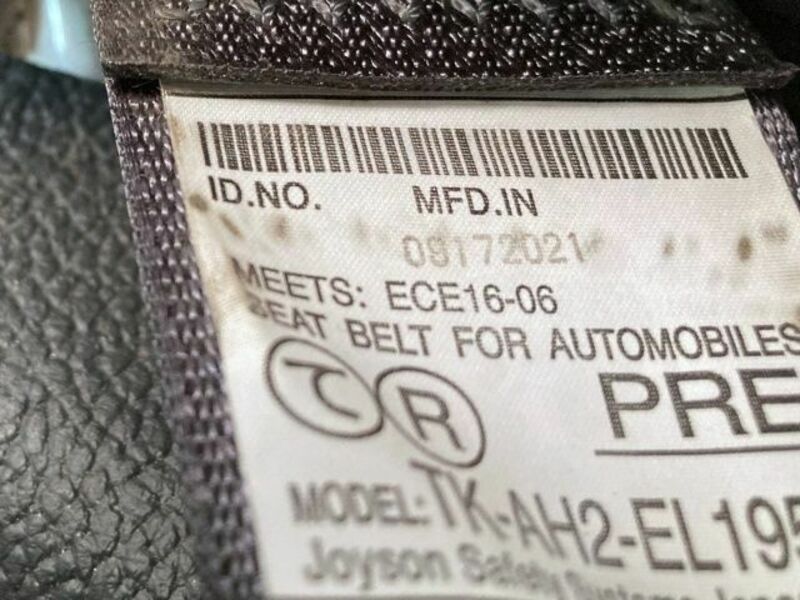 ID.NO. MFD.IN
09172021
MEETS: ECE16-06
SEAT BELT FOR AUTOMOBILES
R
PRE
MODEL:TK-AH2-EL195
Joyson Safety Systems